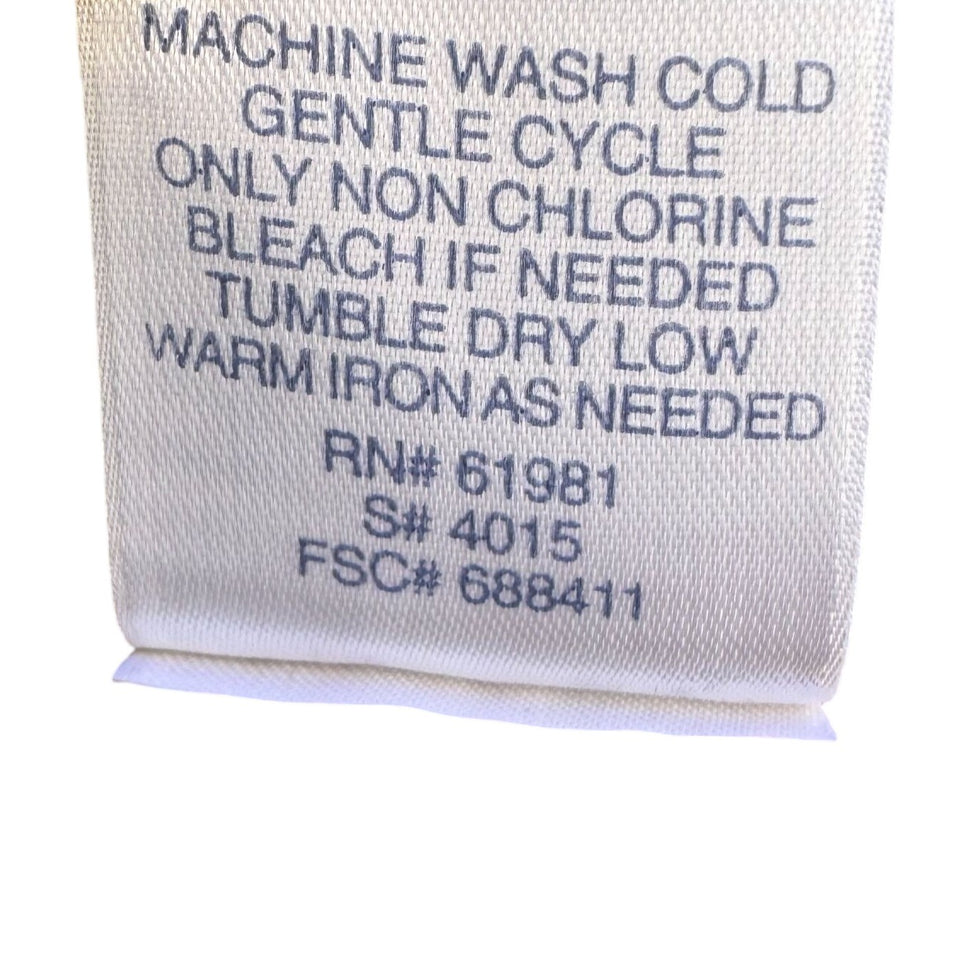 MACHINE WASH COLD
GENTLE CYCLE
ONLY NON CHLORINE
BLEACH IF NEEDED
TUMBLE DRY LOW
WARM IRON AS NEEDED
RN# 61981
S# 4015
FSC# 688411